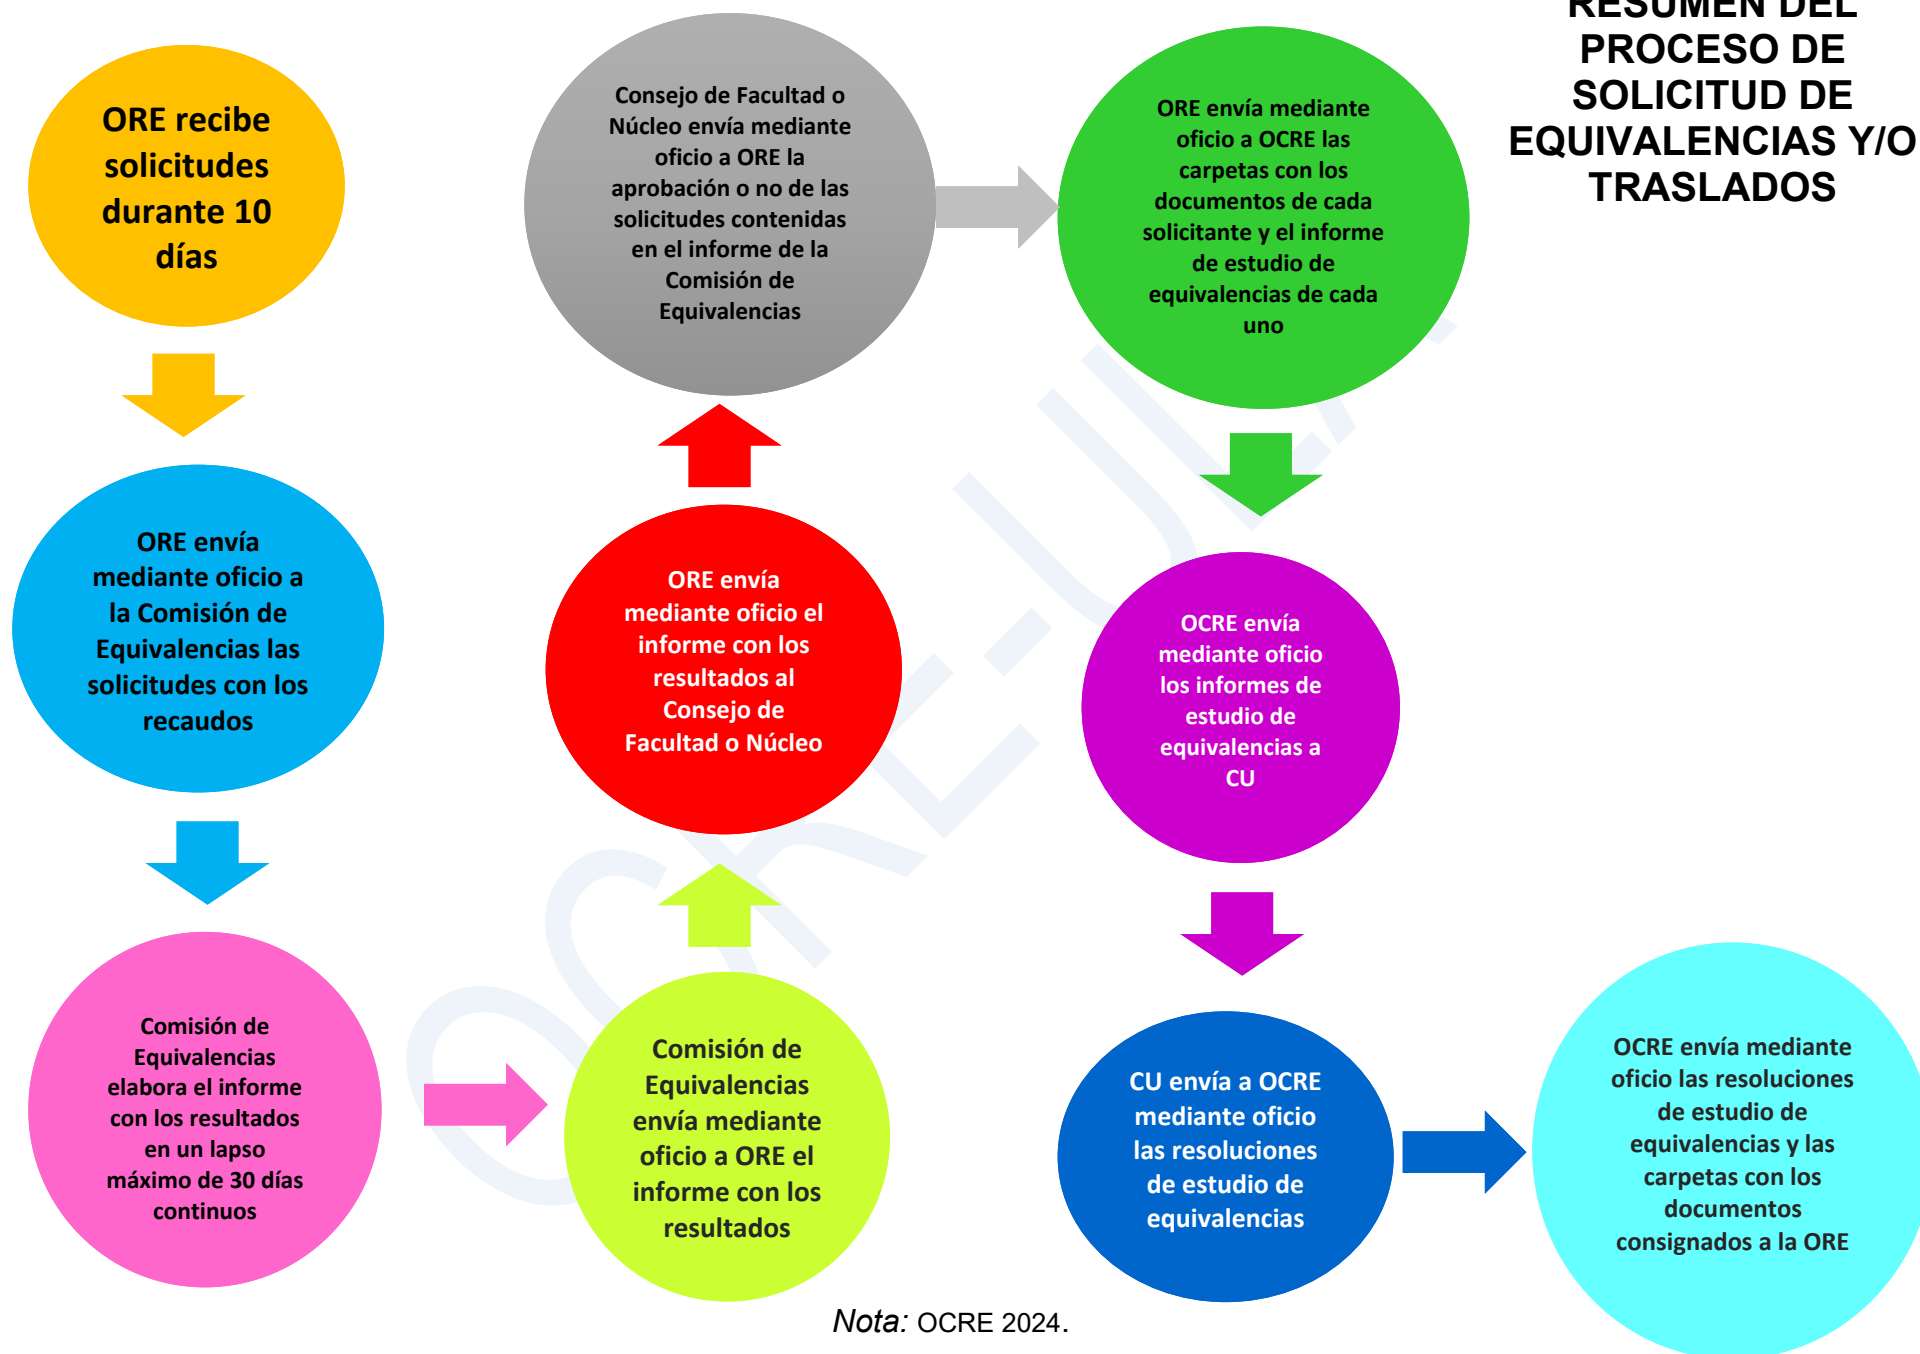 RESUMEN DEL
PROCESO DE
SOLICITUD DE
EQUIVALENCIAS Y/O
TRASLADOS
ORE recibe
solicitudes
durante 10
días
ORE envía
mediante oficio a
la Comisión de
Equivalencias las
solicitudes con los
recaudos
Comisión de
Equivalencias
elabora el informe
con los resultados
en un lapso
máximo de 30 días
continuos
Comisión de
Equivalencias
envía mediante
oficio a ORE el
informe con los
resultados
ORE envía
mediante oficio el
informe con los
resultados al
Consejo de
Facultad o Núcleo
Consejo de Facultad o
Núcleo envía mediante
oficio a ORE la
aprobación o no de las
solicitudes contenidas
en el informe de la
Comisión de
Equivalencias
ORE envía mediante
oficio a OCRE las
carpetas con los
documentos de cada
solicitante y el informe
de estudio de
equivalencias de cada
uno
OCRE envía
mediante oficio
los informes de
estudio de
equivalencias a
CU
CU envía a OCRE
mediante oficio
las resoluciones
de estudio de
equivalencias
OCRE envía mediante
oficio las resoluciones
de estudio de
equivalencias y las
carpetas con los
documentos
consignados a la ORE
OCRE-ULA
Nota: OCRE 2024.